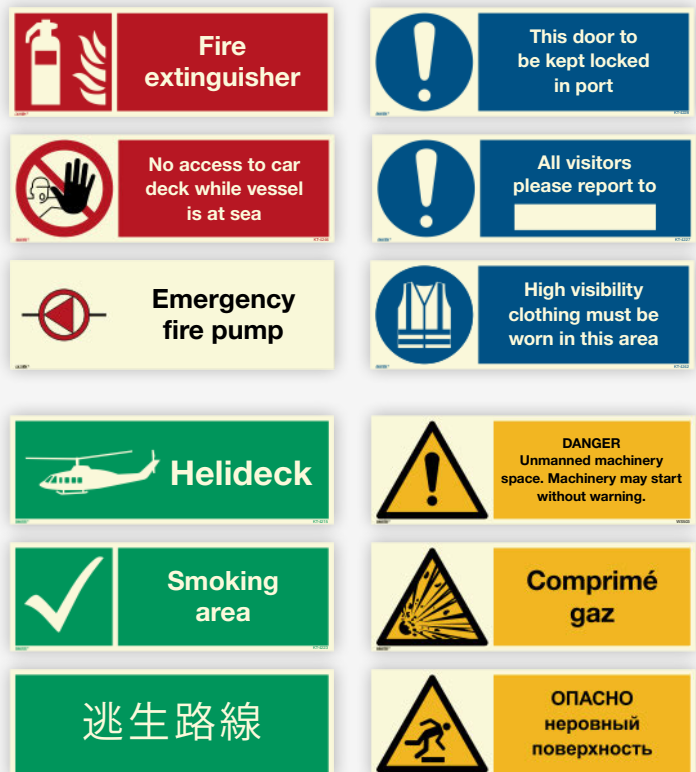 Fire
extinguisher
This door to
be kept locked
in port
No access to car
deck while vessel
is at sea
All visitors
please report to
Emergency
fire pump
High visibility
clothing must be
worn in this area
Helideck
DANGER
Unmanned machinery
space. Machinery may start
without warning.
Smoking
area
Comprimé
gaz
逃生路線
ОПАСНО
неровный
поверхность